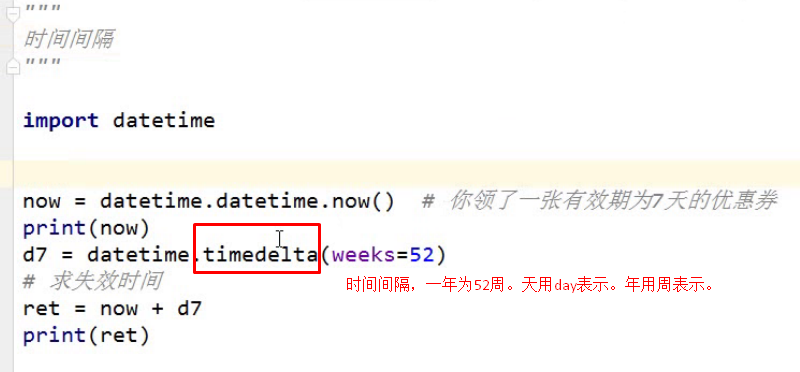 """
时间间隔
"""
import datetime
now = datetime.datetime.now()  # 你领了一张有效期为7天的优惠券
print(now)
d7 = datetime.timedelta(weeks=52)
# 求失效时间
时间间隔，一年为52周。天用day表示。年用周表示。
ret = now + d7
print(ret)